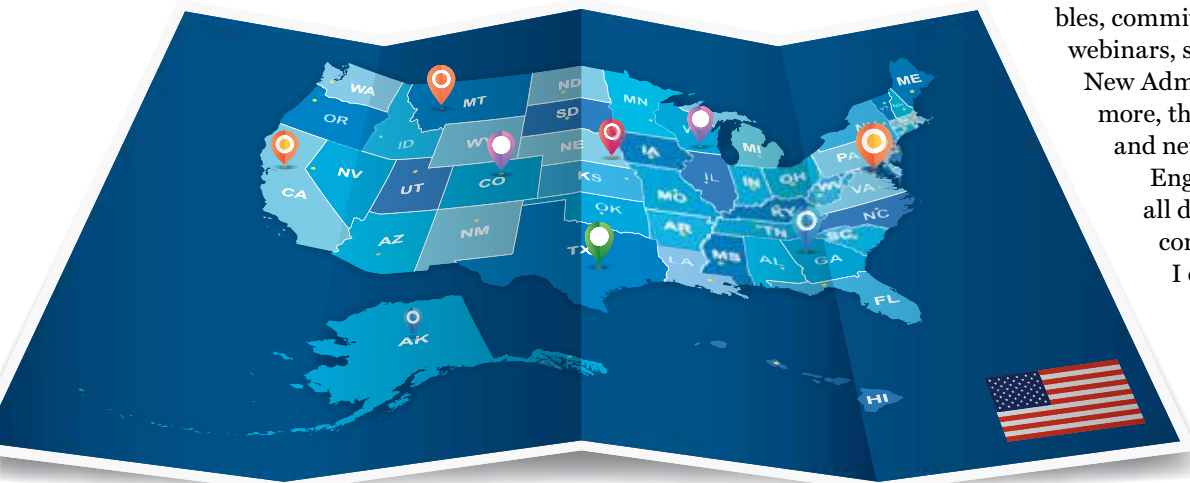 bles, commi
webinars, s
New Adm
more, th
and ne
Eng
all d
con
I
WA
MT
ND
MN
ME
OR
ID
SD
WY
NE
IA
MI
PA
CA
NV
UT
CO
KS
MO
IL
IN
OH
WV
VA
KY
NC
AZ
NM
OK
AR
TN
SC
TX
LA
MS
AL
GA
FL
AK
HI